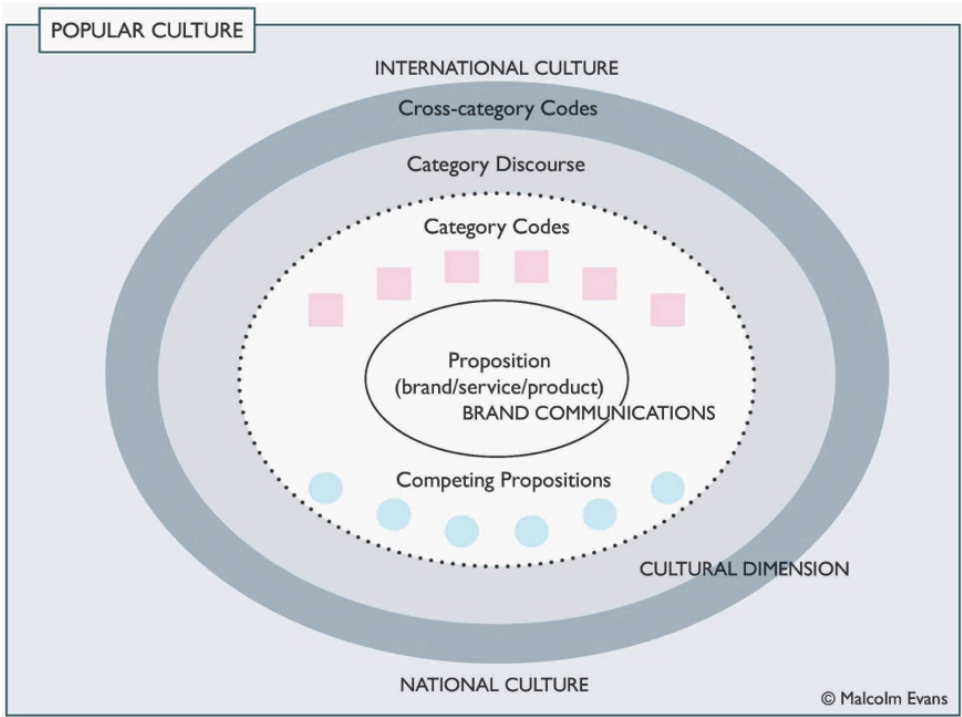 POPULAR CULTURE
INTERNATIONAL CULTURE
Cross-category Codes
Category Discourse
Category Codes
Proposition
(brand/service/product)
BRAND COMMUNICATIONS
Competing Propositions
CULTURAL DIMENSION
NATIONAL CULTURE
© Malcolm Evans